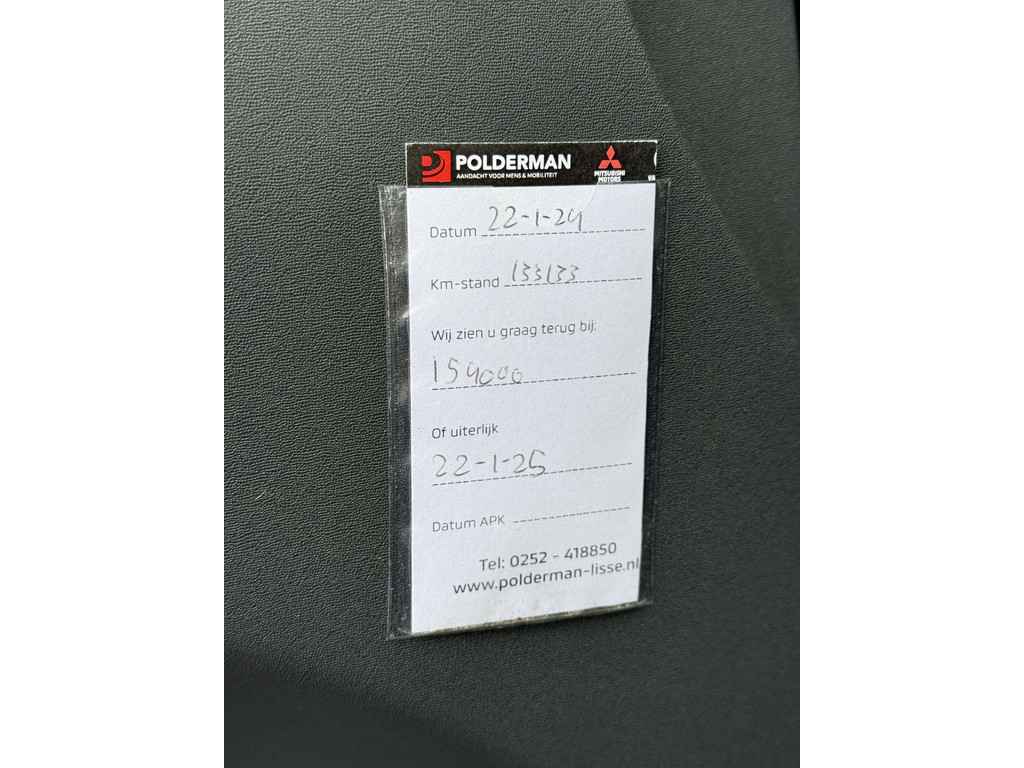 POLDERMAN
AANDACHT VOOR MENS & MOBILITEIT
MITSUBISHI
MOTORS
Datum 22-1-24
Km-stand 133133
Wij zien u graag terug bij:
154000
Of uiterlijk
22-1-25
Datum APK
Tel: 0252 - 418850
www.polderman-lisse.nl